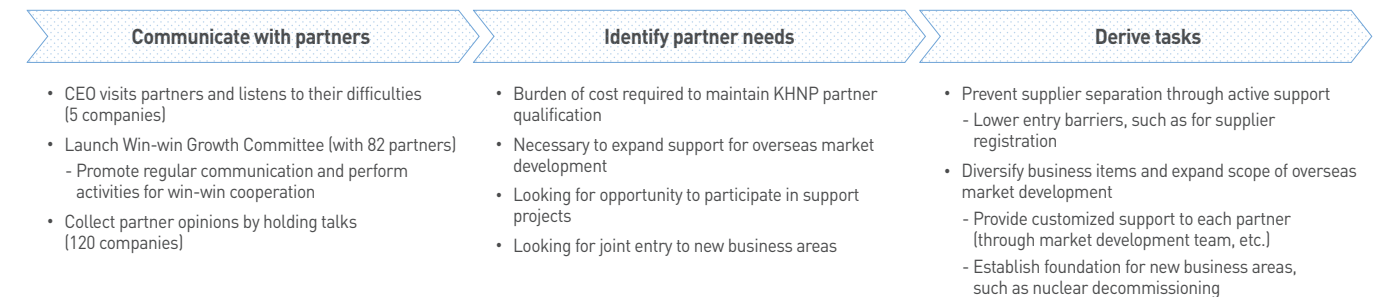 Communicate with partners
• CEO visits partners and listens to their difficulties
(5 companies)
• Launch Win-win Growth Committee (with 82 partners)
- Promote regular communication and perform
activities for win-win cooperation
• Collect partner opinions by holding talks
(120 companies)
Identify partner needs
• Burden of cost required to maintain KHNP partner
qualification
• Necessary to expand support for overseas market
development
• Looking for opportunity to participate in support
projects
• Looking for joint entry to new business areas
Derive tasks
• Prevent supplier separation through active support
- Lower entry barriers, such as for supplier
registration
• Diversify business items and expand scope of overseas
market development
- Provide customized support to each partner
(through market development team, etc.)
- Establish foundation for new business areas,
such as nuclear decommissioning